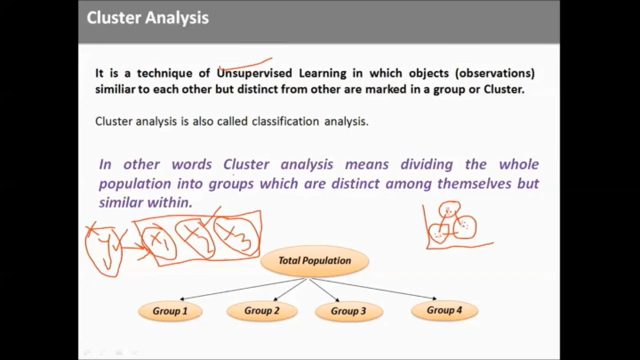 Cluster Analysis
It is a technique of Unsupervised Learning in which objects (observations)
similiar to each other but distinct from other are marked in a group or Cluster.
Cluster analysis is also called classification analysis.
In other words Cluster analysis means dividing the whole
population into groups which are distinct among themselves but
similar within.
y x1 x2 x3
Total Population
Group 1 Group 2 Group 3 Group 4